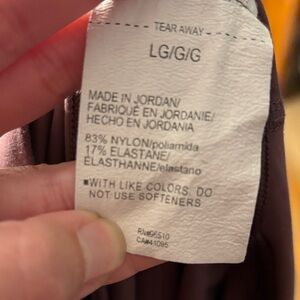 TEAR AWAY
LG/G/G
MADE IN JORDAN/
FABRIQUÉ EN JORDANIE/
HECHO EN JORDANIA
83% NYLON/poliamida
17% ELASTANE/
ÉLASTHANNE/elastano
■WITH LIKE COLORS, DO
NOT USE SOFTENERS
RN#96510
CA#41095